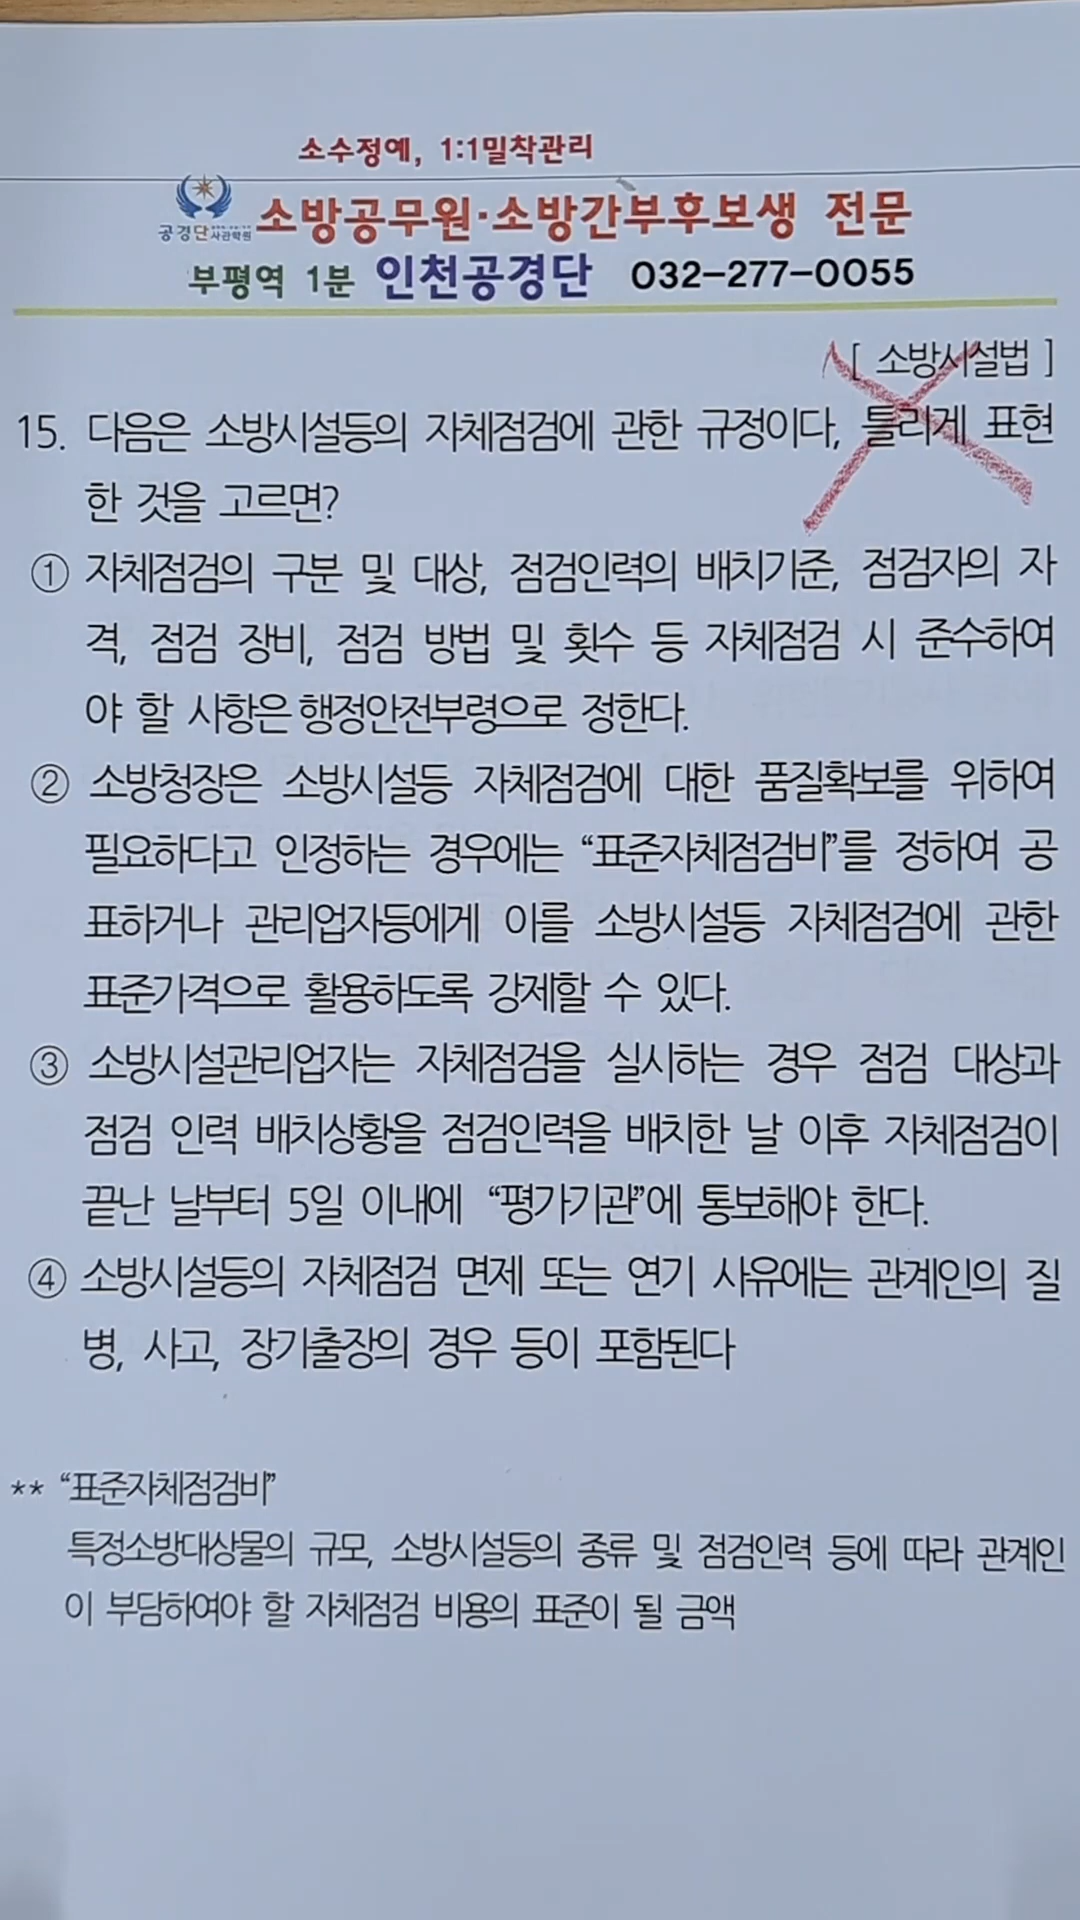 소수정예, 1:1밀착관리
공경단사관학원 소방공무원·소방간부후보생 전문
부평역 1분 인천공경단 032-277-0055
[ 소방시설법 ]
15. 다음은 소방시설등의 자체점검에 관한 규정이다, 틀리게 표현
한 것을 고르면?
① 자체점검의 구분 및 대상, 점검인력의 배치기준, 점검자의 자
격, 점검 장비, 점검 방법 및 횟수 등 자체점검 시 준수하여
야 할 사항은 행정안전부령으로 정한다.
② 소방청장은 소방시설등 자체점검에 대한 품질확보를 위하여
필요하다고 인정하는 경우에는 “표준자체점검비”를 정하여 공
표하거나 관리업자등에게 이를 소방시설등 자체점검에 관한
표준가격으로 활용하도록 강제할 수 있다.
③ 소방시설관리업자는 자체점검을 실시하는 경우 점검 대상과
점검 인력 배치상황을 점검인력을 배치한 날 이후 자체점검이
끝난 날부터 5일 이내에 “평가기관”에 통보해야 한다.
④ 소방시설등의 자체점검 면제 또는 연기 사유에는 관계인의 질
병, 사고, 장기출장의 경우 등이 포함된다
** “표준자체점검비”
특정소방대상물의 규모, 소방시설등의 종류 및 점검인력 등에 따라 관계인
이 부담하여야 할 자체점검 비용의 표준이 될 금액